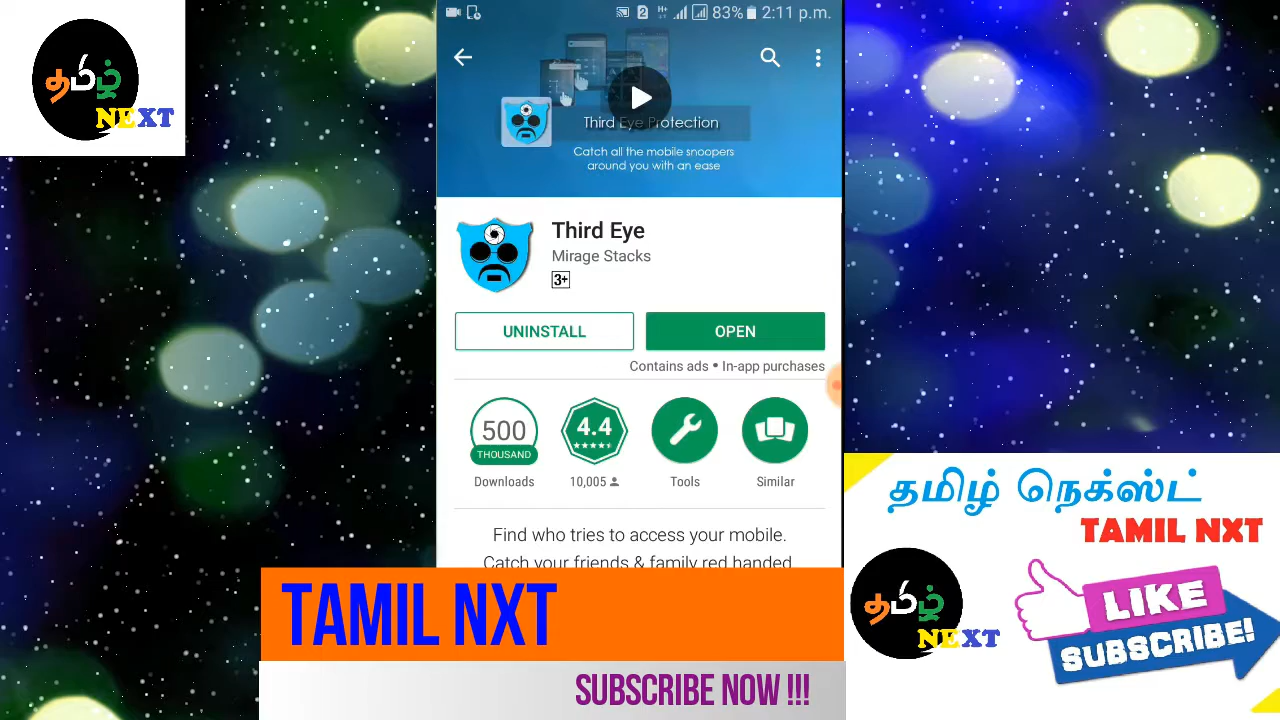 தமிழ்
NEXT
2 H+ 83% 2:11 p.m.
Third Eye Protection
Catch all the mobile snoopers
around you with an ease
Third Eye
Mirage Stacks
3+
UNINSTALL
OPEN
Contains ads • In-app purchases
500
THOUSAND
4.4
Downloads
10,005
Tools
Similar
Find who tries to access your mobile.
Catch your friends & family red handed
TAMIL NXT
SUBSCRIBE NOW !!!
தமிழ் நெக்ஸ்ட்
TAMIL NXT
தமிழ்
NEXT
LIKE
SUBSCRIBE!